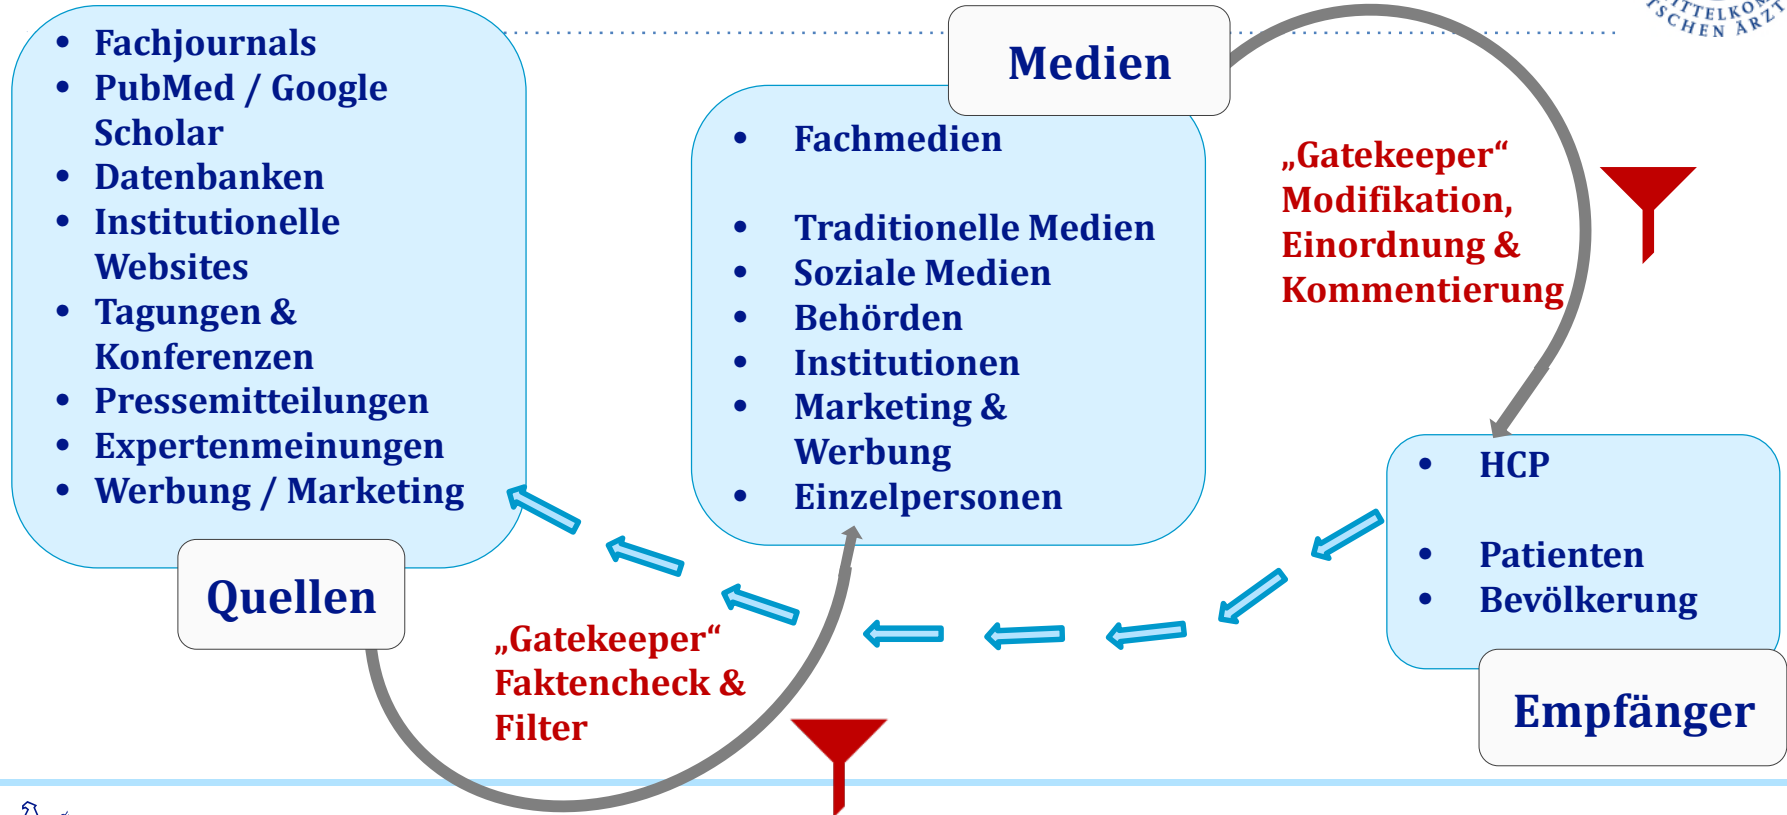 • Fachjournals
• PubMed / Google
Scholar
• Datenbanken
• Institutionelle
Websites
• Tagungen &
Konferenzen
• Pressemitteilungen
• Expertenmeinungen
• Werbung / Marketing
Quellen
„Gatekeeper“
Faktencheck &
Filter
Medien
• Fachmedien
• Traditionelle Medien
• Soziale Medien
• Behörden
• Institutionen
• Marketing &
Werbung
• Einzelpersonen
„Gatekeeper“
Modifikation,
Einordnung &
Kommentierung
• HCP
• Patienten
• Bevölkerung
Empfänger